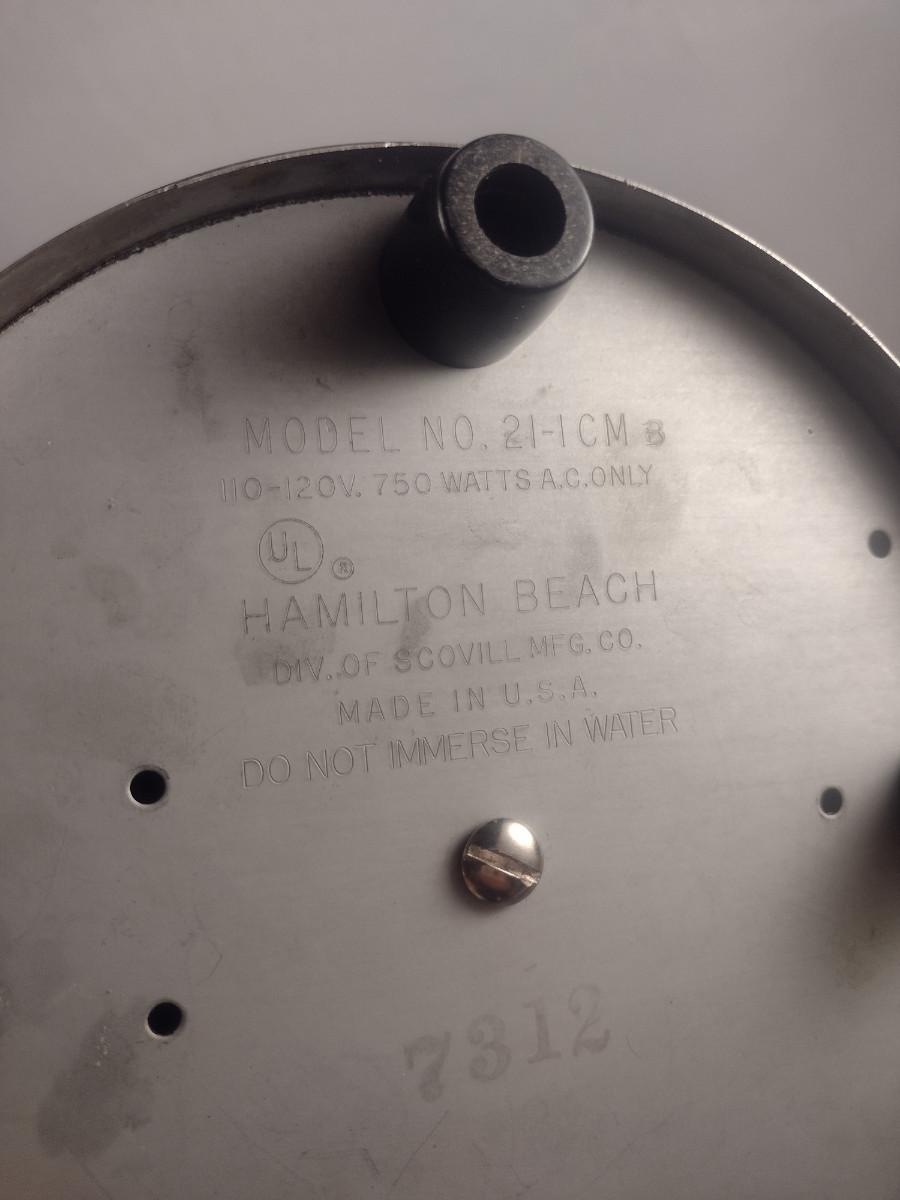 MODEL NO. 21-1CM B
110-120V. 750 WATTS A.C. ONLY
UL ®
HAMILTON BEACH
DIV. OF SCOVILL MFG. CO.
MADE IN U.S.A.
DO NOT IMMERSE IN WATER
7312